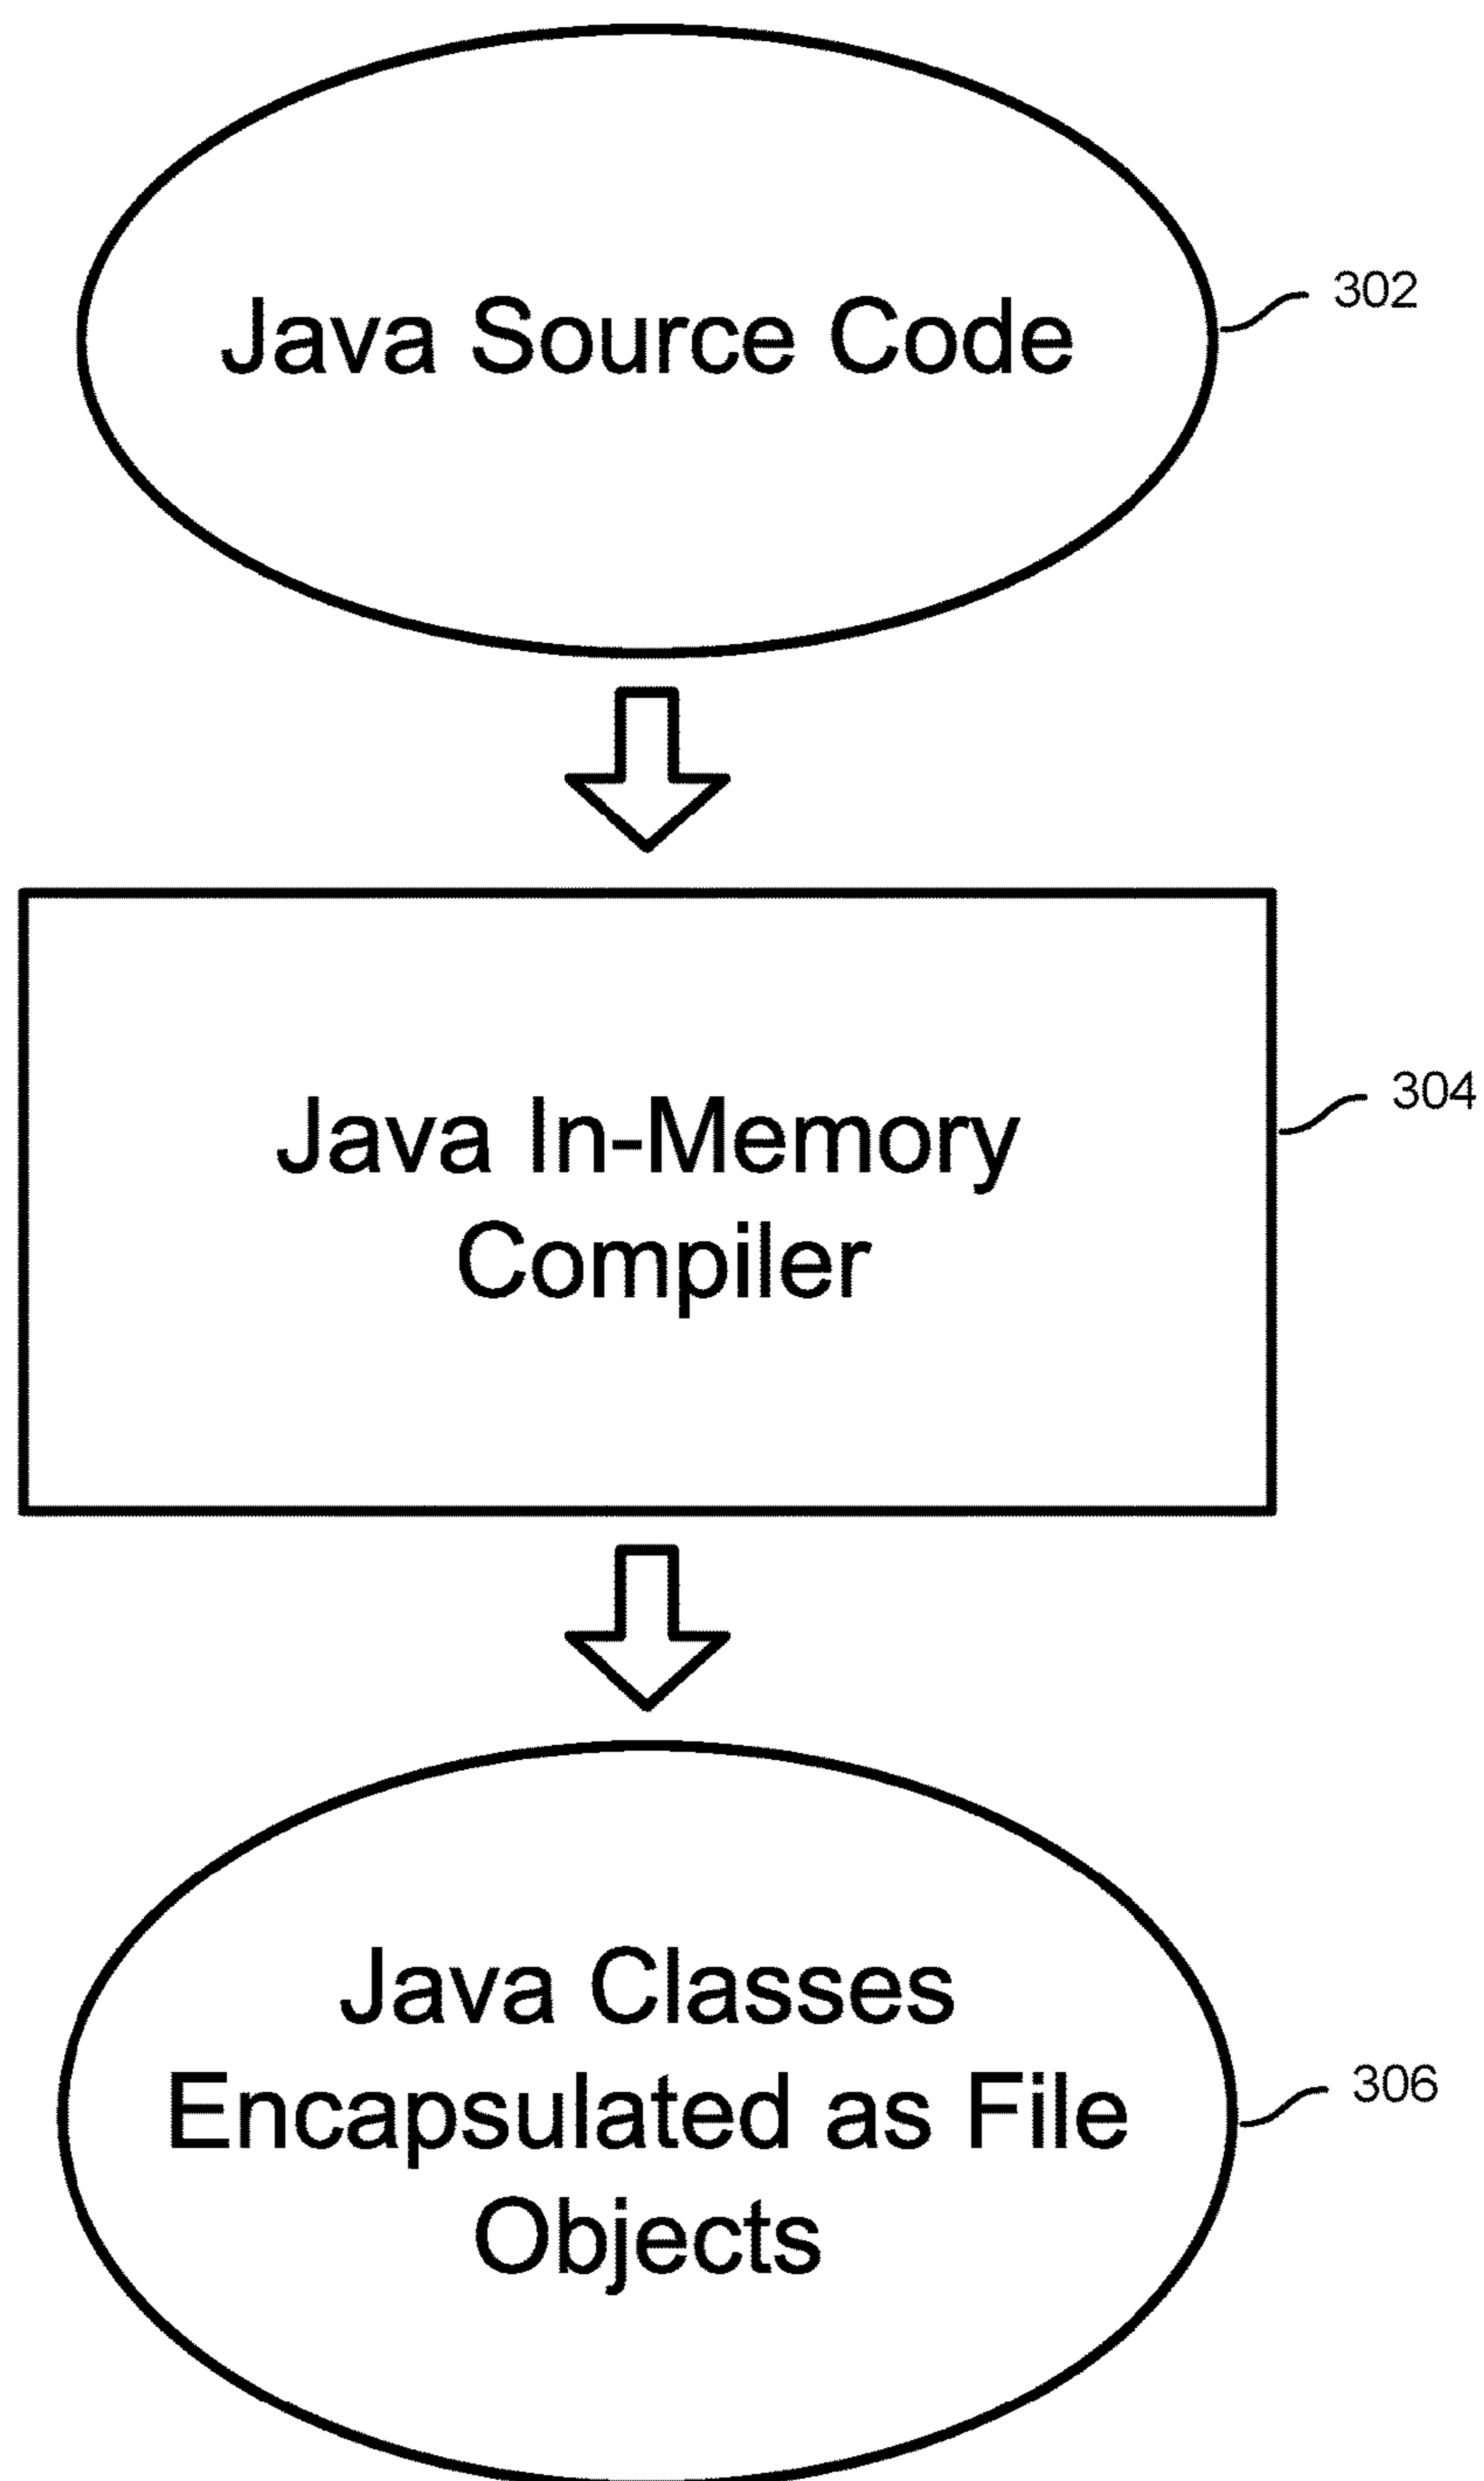 Java Source Code
302
Java In-Memory
Compiler
304
Java Classes
Encapsulated as File
Objects
306